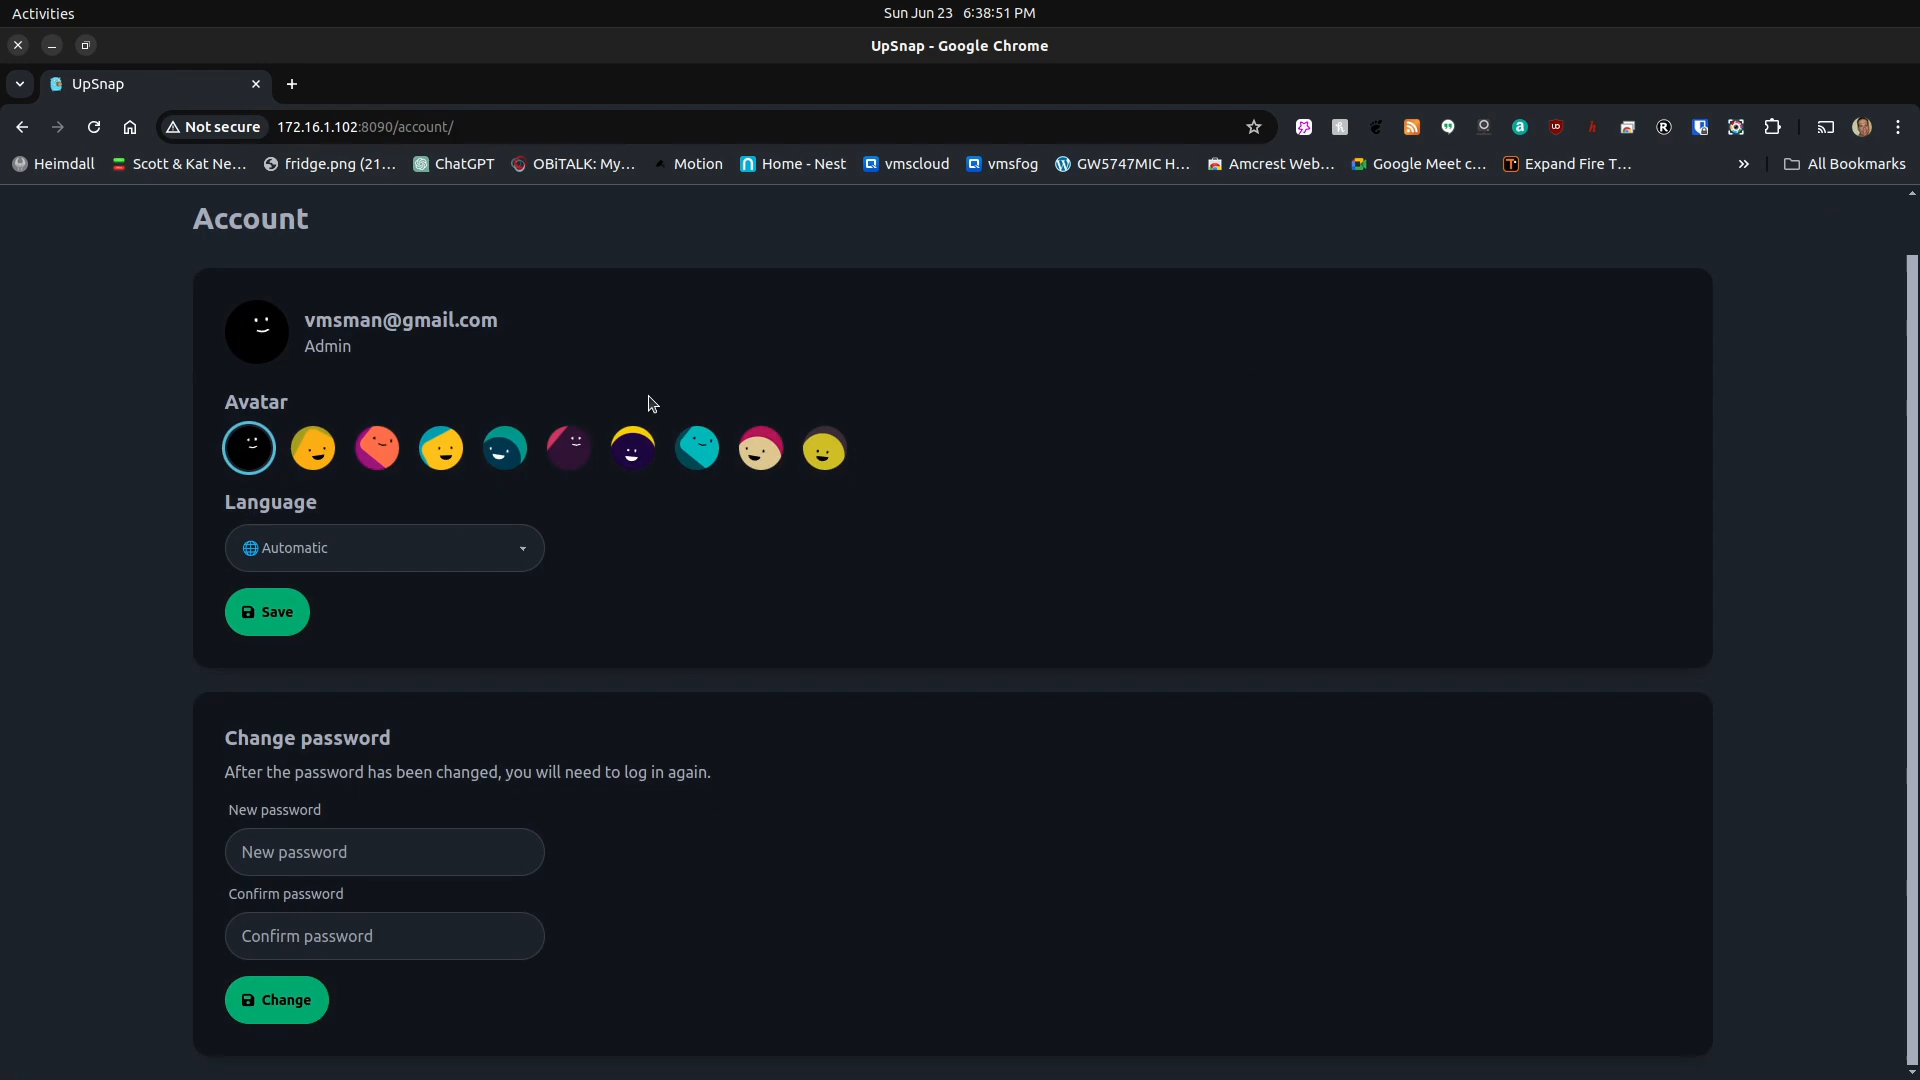 Activities
Sun Jun 23 6:38:51 PM
UpSnap - Google Chrome
UpSnap
Not secure
172.16.1.102:8090/account/
Heimdall
Scott & Kat Ne...
fridge.png (21...
ChatGPT
OBiTALK: My...
Motion
Home - Nest
vmscloud
vmsfog
GW5747MIC H...
Amcrest Web...
Google Meet c...
Expand Fire T...
»
All Bookmarks
Account
vmsman@gmail.com
Admin
Avatar
Language
Automatic
Save
Change password
After the password has been changed, you will need to log in again.
New password
New password
Confirm password
Confirm password
Change